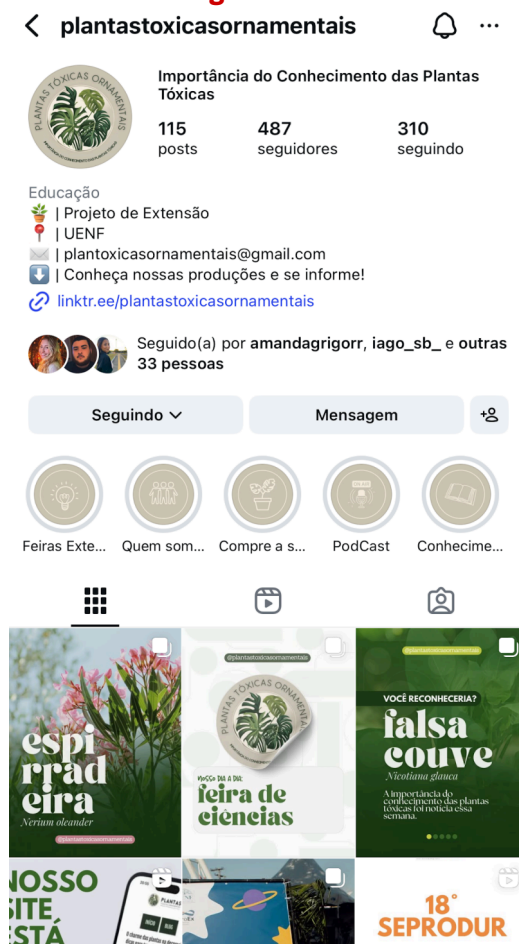 plantastoxicasornamentais
PLANTAS TÓXICAS ORNAMENTAIS
Importância do Conhecimento das Plantas
Tóxicas
115
487
310
posts
seguidores
seguindo
Educação
| Projeto de Extensão
| UENF
| plantoxicasornamentais@gmail.com
| Conheça nossas produções e se informe!
linktr.ee/plantastoxicasornamentais
Seguido(a) por amandagrigorr, iago_sb_ e outras
33 pessoas
Seguindo
Mensagem
Feiras Exte...
Quem som...
Compre a s...
PodCast
Conhecime...
espi
rrad
eira
Nerium oleander
@plantastoxicasornamentais
@plantastoxicasornamentais
PLANTAS TÓXICAS ORNAMENTAIS
NOSSO DIA A DIA:
feira de
ciências
@plantastoxicasornamentais
VOCÊ RECONHECERIA?
falsa
couve
Nicotiana glauca
A importância do
conhecimento das plantas
tóxicas foi notícia essa
semana.
NOSSO
SITE
ESTÁ
18°
SEPRODUR